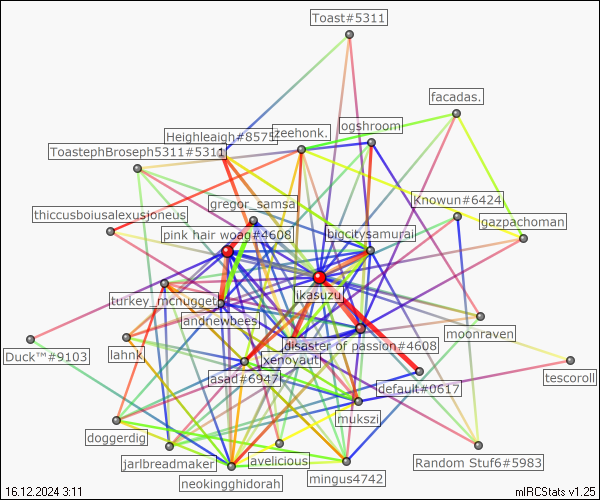 Toast#5311
facadas.
ogshroom
zeehonk.
Heighleaigh#8575
ToastephBroseph5311#5311
Knowun#6424
gregor_samsa
thiccusboiusalexusjoneus
gazpachoman
bigcitysamurai
pink hair woag#4608
ikasuzu
turkey_mcnugget
andnewbees
moonraven
disaster of passion#4608
Duck™#9103
lahnk
xenoyaut
tescoroll
asad#6947
default#0617
mukszi
doggerdig
avelicious
Random Stuf6#5983
jarlbreadmaker
mingus4742
neokingghidorah
16.12.2024 3:11
mIRCStats v1.25